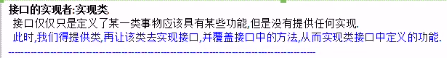 接口的实现者:实现类.
接口仅仅只是定义了某一类事物应该具有某些功能,但是没有提供任何实现.
此时,我们得提供类,再让该类去实现接口,并覆盖接口中的方法,从而实现类接口中定义的功能.
--------------------------------------------------------------------------------